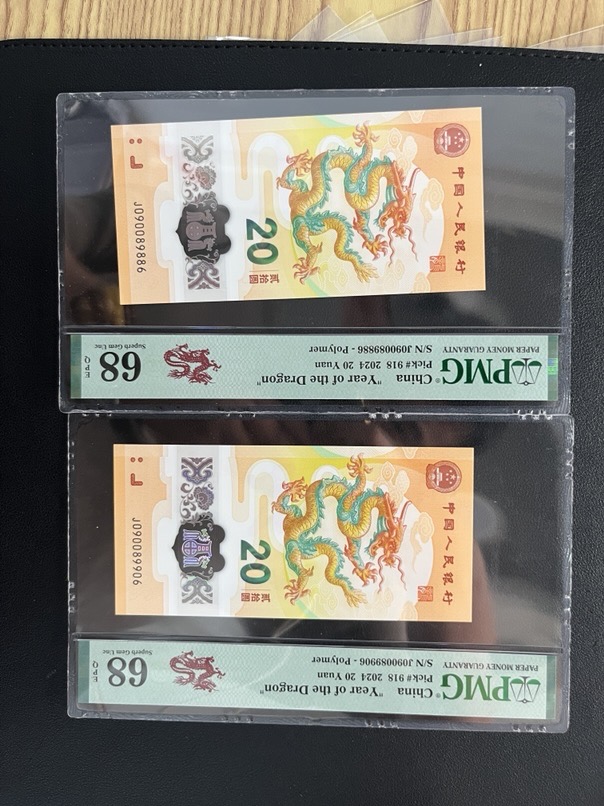 中国人民银行
20
贰拾圆
J090089886
PMG®
PAPER MONEY GUARANTY
China "Year of the Dragon"
Pick# 918 2024 20 Yuan
S/N J090089886 - Polymer
68
Superb Gem Unc
QPE
中国人民银行
20
贰拾圆
J090089906
PMG®
PAPER MONEY GUARANTY
China "Year of the Dragon"
Pick# 918 2024 20 Yuan
S/N J090089906 - Polymer
68
Superb Gem Unc
QPE